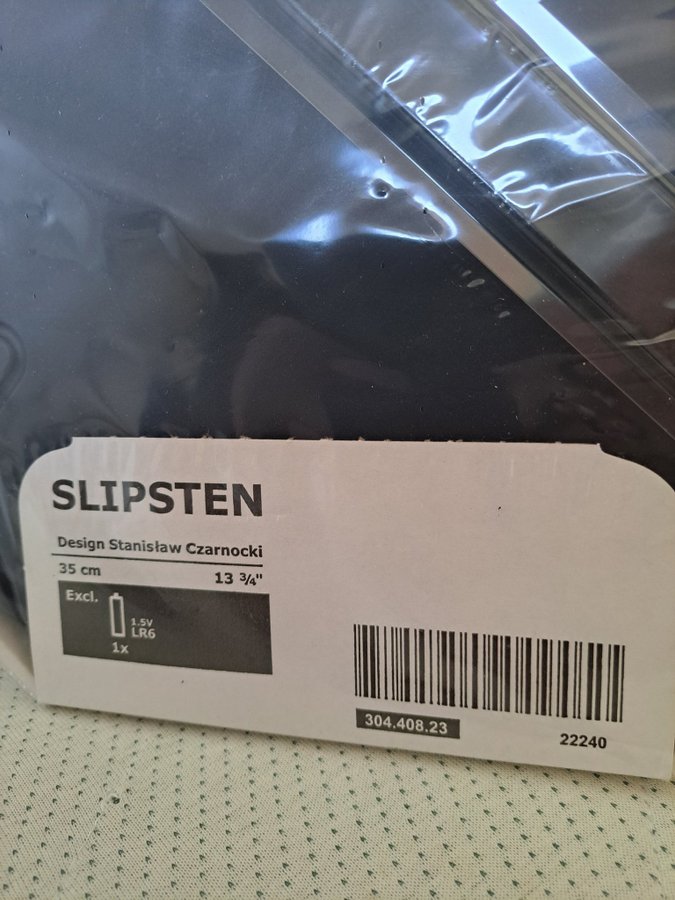 SLIPSTEN
Design Stanisław Czarnocki
35 cm 13 ¾"
Excl.
1.5V
LR6
1x
304.408.23
22240